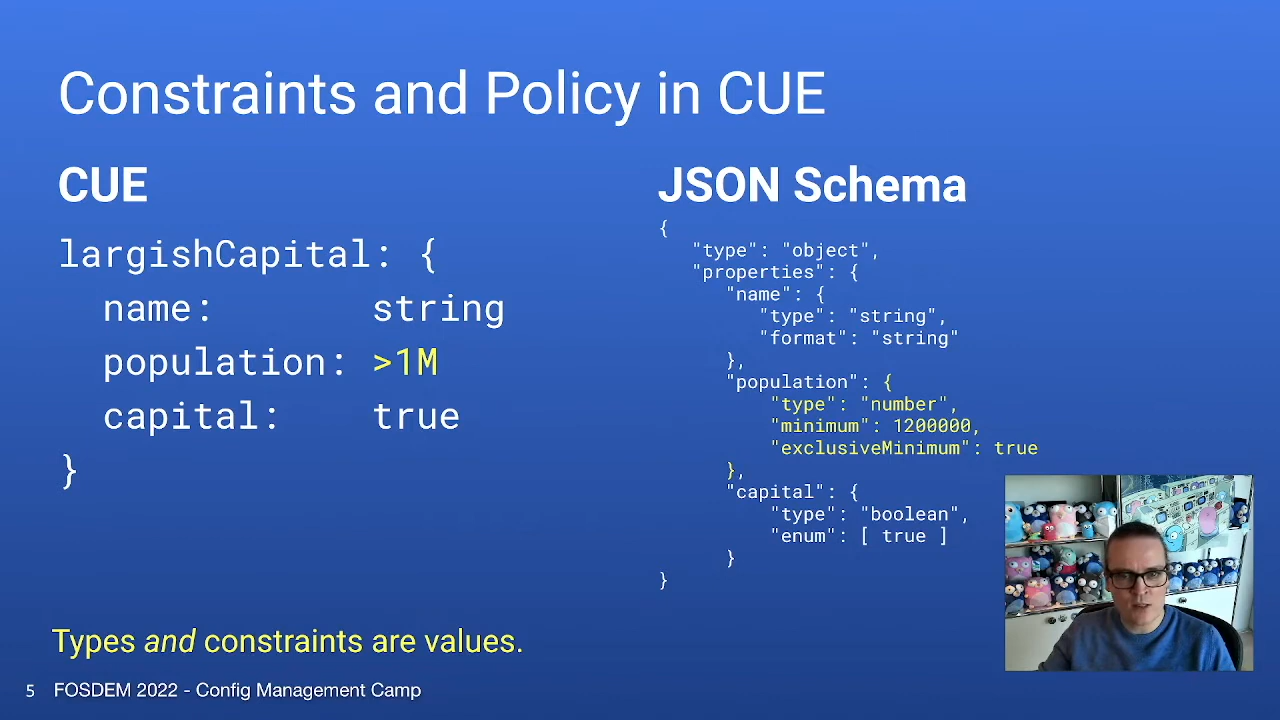 Constraints and Policy in CUE
CUE
largishCapital: {
name: string
population: >1M
capital: true
}
JSON Schema
{
"type": "object",
"properties": {
"name": {
"type": "string",
"format": "string"
},
"population": {
"type": "number",
"minimum": 1200000,
"exclusiveMinimum": true
},
"capital": {
"type": "boolean",
"enum": [ true ]
}
}
Types and constraints are values.
5 FOSDEM 2022 - Config Management Camp